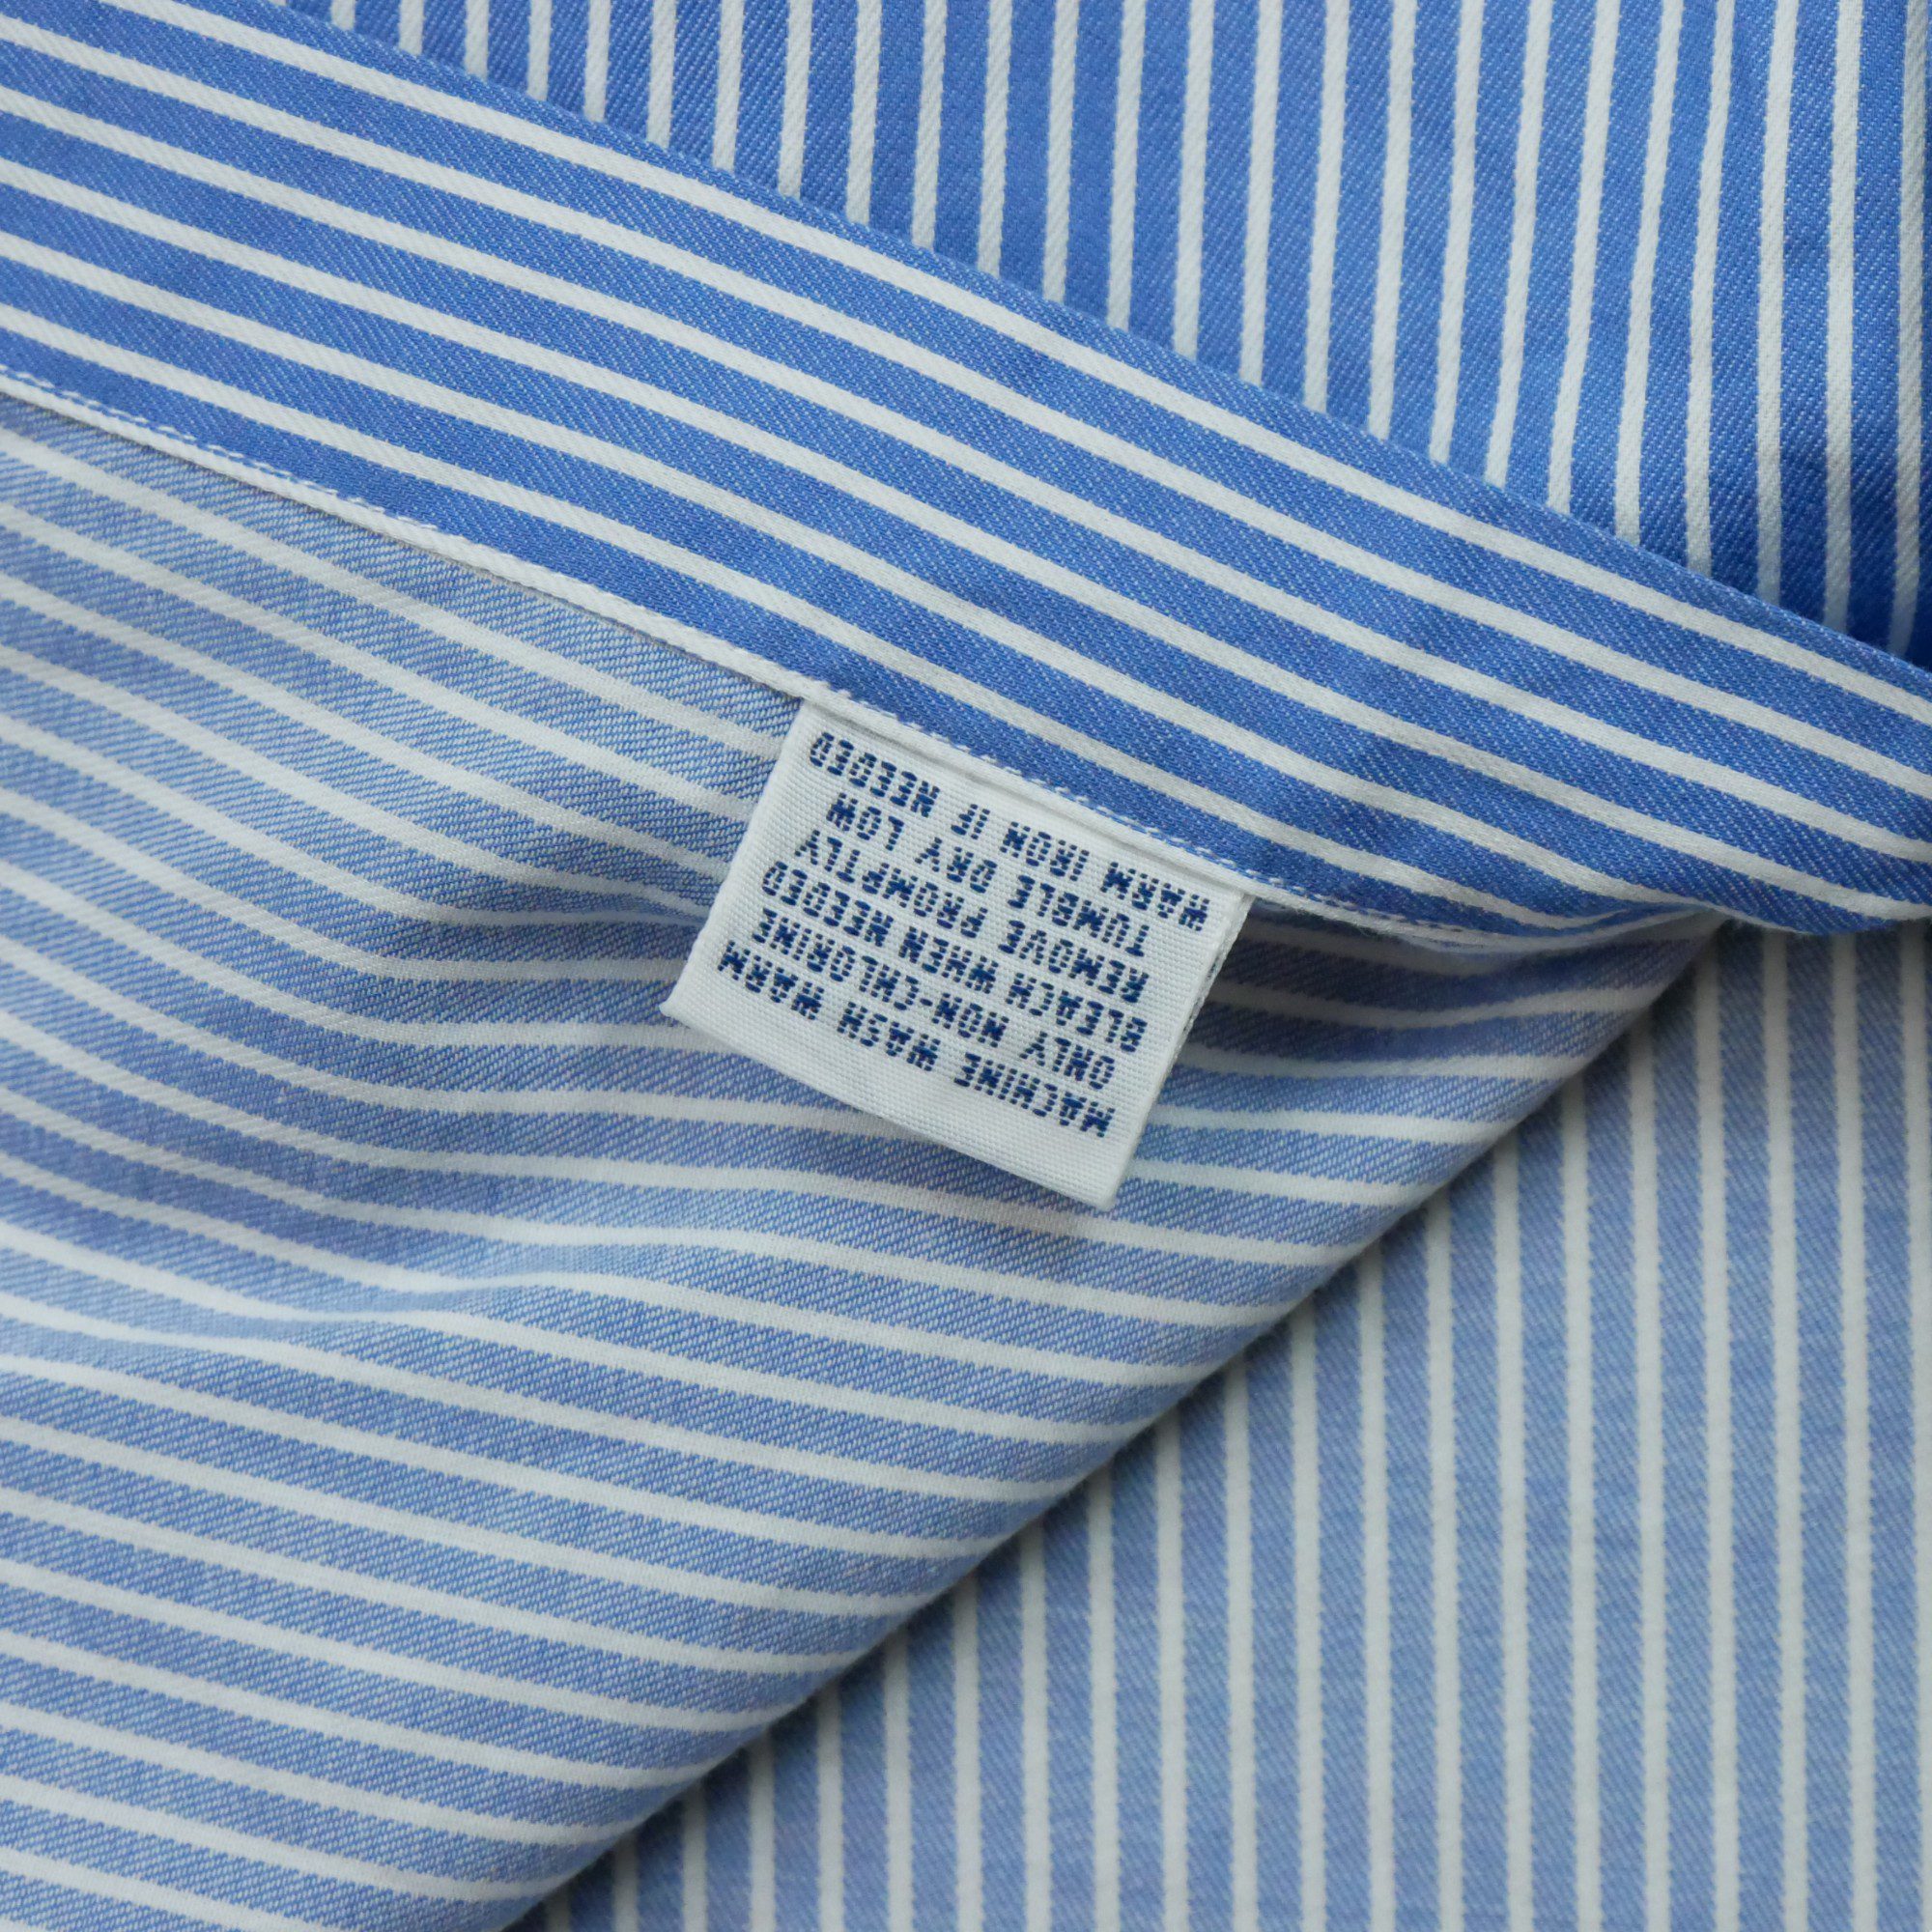 MACHINE WASH WARM
ONLY NON-CHLORINE
BLEACH WHEN NEEDED
REMOVE PROMPTLY
TUMBLE DRY LOW
WARM IRON IF NEEDED